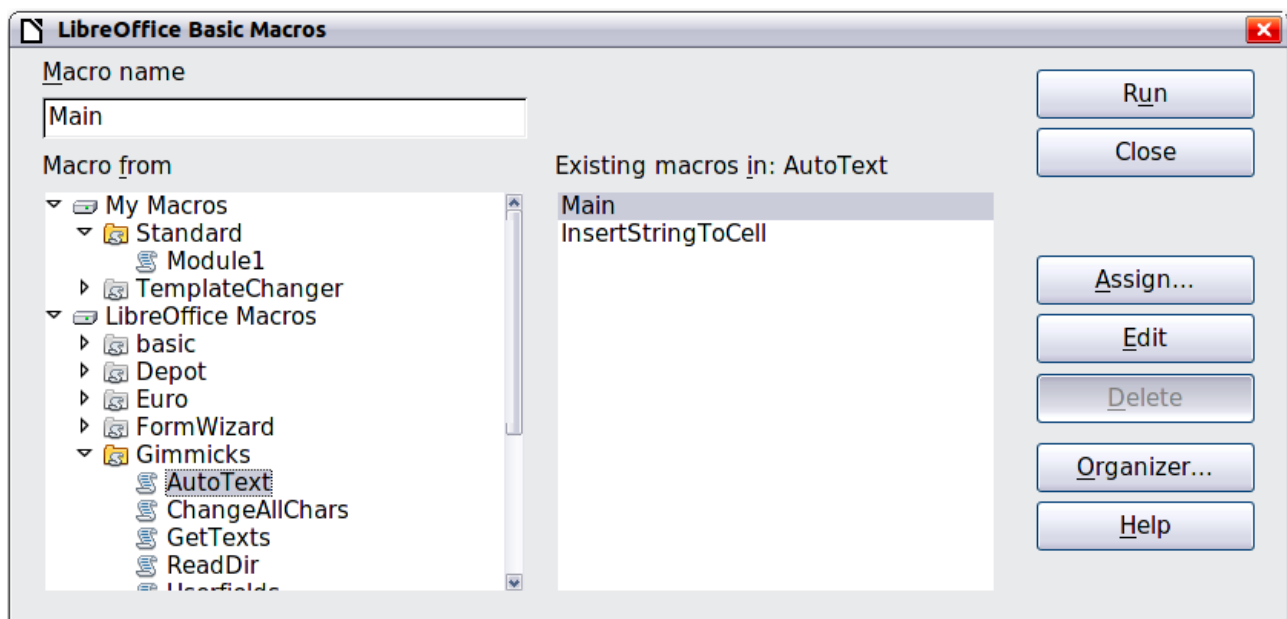 LibreOffice Basic Macros
Macro name
Main
Macro from
My Macros
Standard
Module1
TemplateChanger
LibreOffice Macros
basic
Depot
Euro
FormWizard
Gimmicks
AutoText
ChangeAllChars
GetTexts
ReadDir
Existing macros in: AutoText
Main
InsertStringToCell
Run
Close
Assign...
Edit
Delete
Organizer...
Help